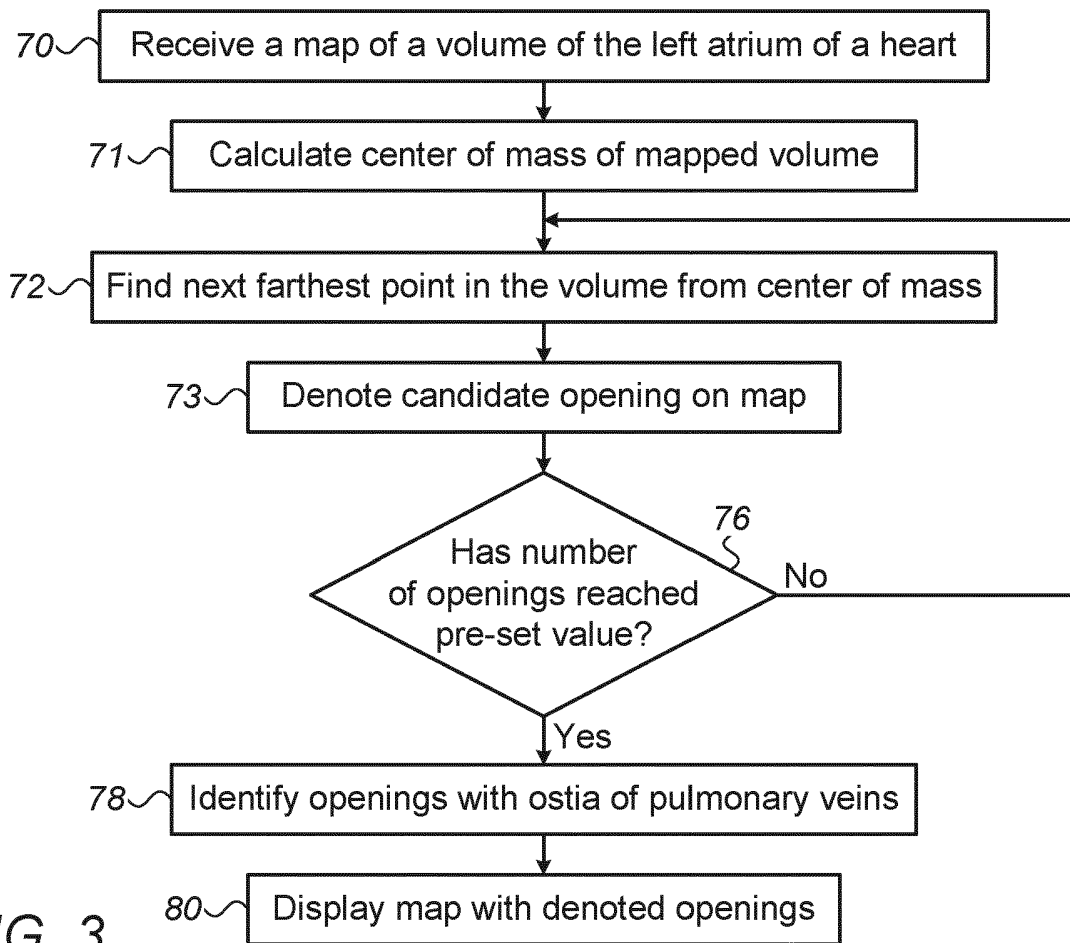 70 Receive a map of a volume of the left atrium of a heart
71 Calculate center of mass of mapped volume
72 Find next farthest point in the volume from center of mass
73 Denote candidate opening on map
76
Has number
of openings reached
pre-set value?
No
Yes
78 Identify openings with ostia of pulmonary veins
80 Display map with denoted openings
3